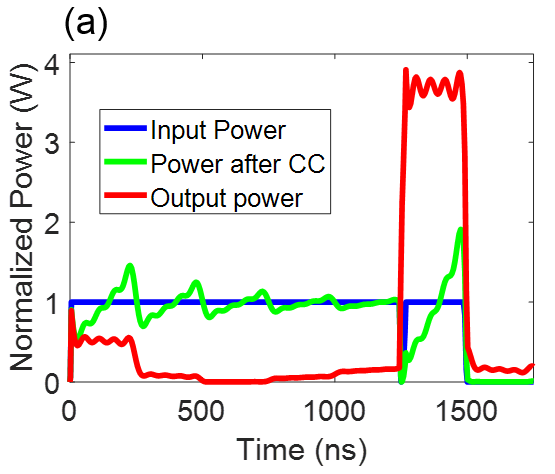 (a)
Normalized Power (W)
4
3
2
1
0
Input Power
Power after CC
Output power
0
500
1000
1500
Time (ns)